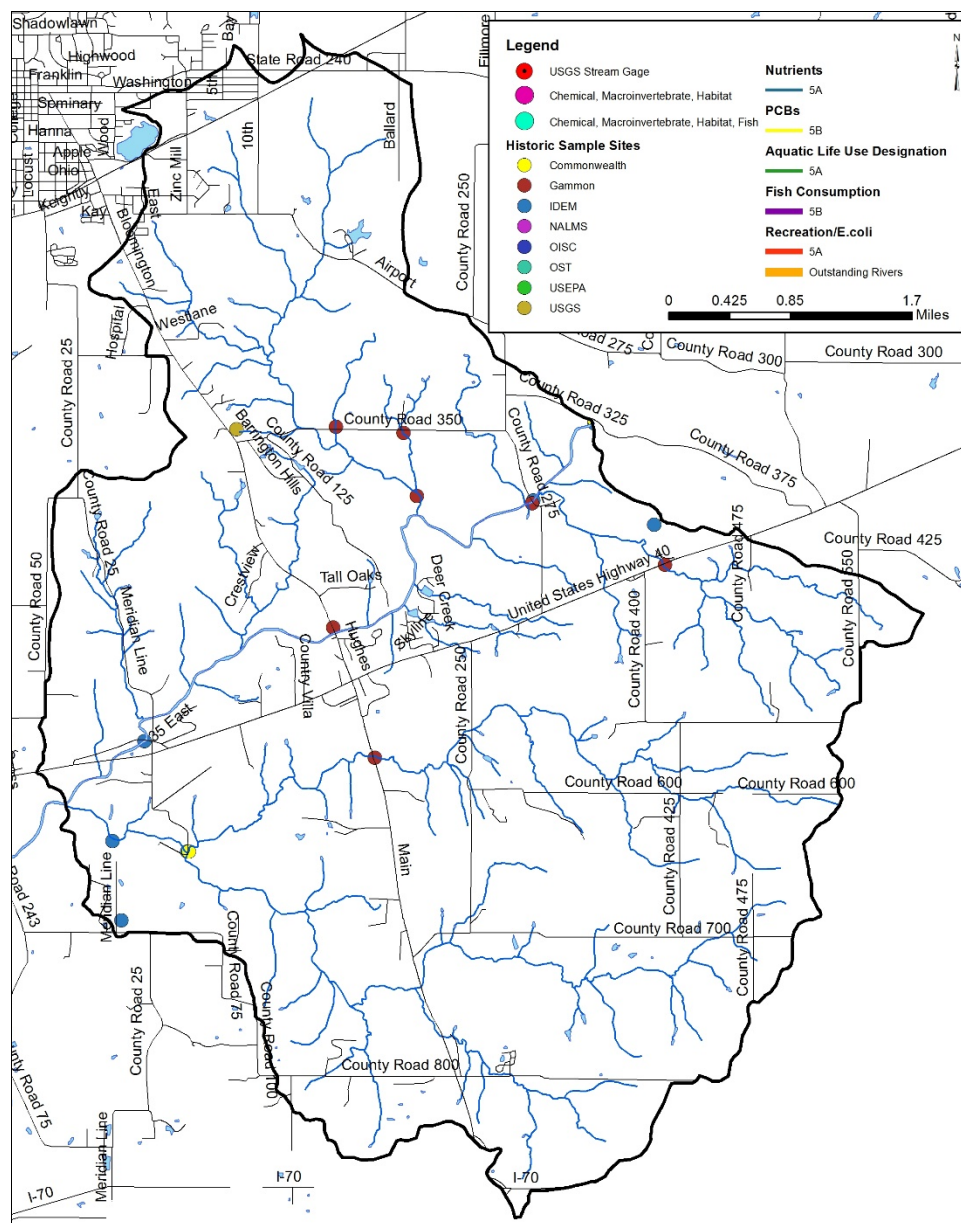 Shadowlawn
Bay
Fillmore
Highwood
State Road 240
Franklin
Washington
5th
Seminary
College
Hanna
Wood
10th
Ballard
Apple
Locust
Ohio
Zinc Mill
Keightly
Kay
East
Bloomington
County Road 250
Airport
Legend
USGS Stream Gage
Chemical, Macroinvertebrate, Habitat
Chemical, Macroinvertebrate, Habitat, Fish
Historic Sample Sites
Commonwealth
Gammon
IDEM
NALMS
OISC
OST
USEPA
USGS
Nutrients
5A
PCBs
5B
Aquatic Life Use Designation
5A
Fish Consumption
5B
Recreation/E.coli
5A
Outstanding Rivers
0 0.425 0.85 1.7
Miles
N
Hospital
Westlane
County Road 25
Road 275
Co
County Road 300
County Road 300
County Road 325
County Road 350
Barrington Hills
County Road 125
County Road 275
County Road 375
County Road 475
County Road 425
County Road 25
County Road 50
Crestview
Tall Oaks
Deer Creek
United States Highway 40
County Road 550
Meridian Line
Hughes
Skyline
County Road 400
County Villa
County Road 250
35 East
County Road 600
County Road 600
County Road 425
Main
Meridian Line
Road 243
County Road 75
County Road 700
County Road 475
County Road 25
County Road 100
County Road 800
unty Road 75
Meridian Line
I-70
I-70
I-70